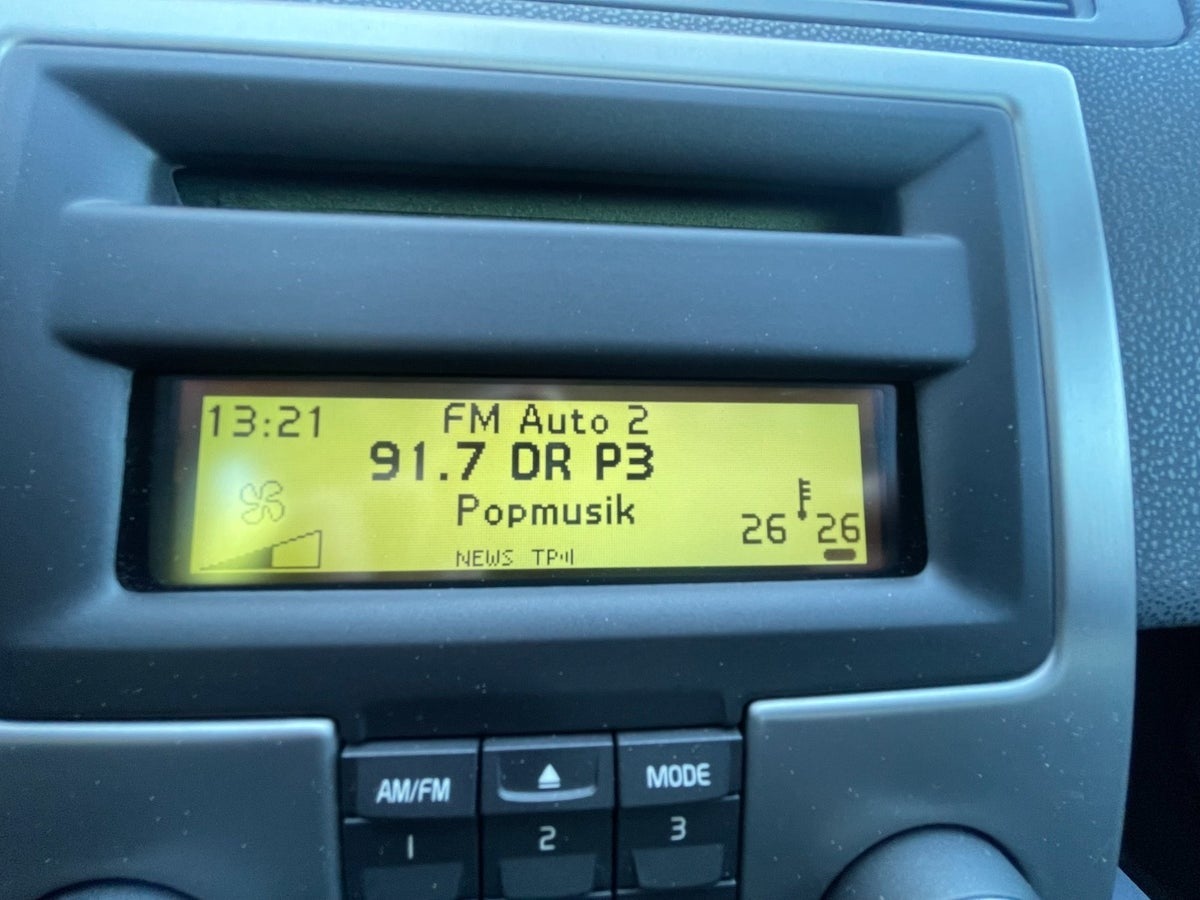 13:21 FM Auto 2
91.7 DR P3
Popmusik
26 26
NEWS TP
AM/FM MODE
1 2 3